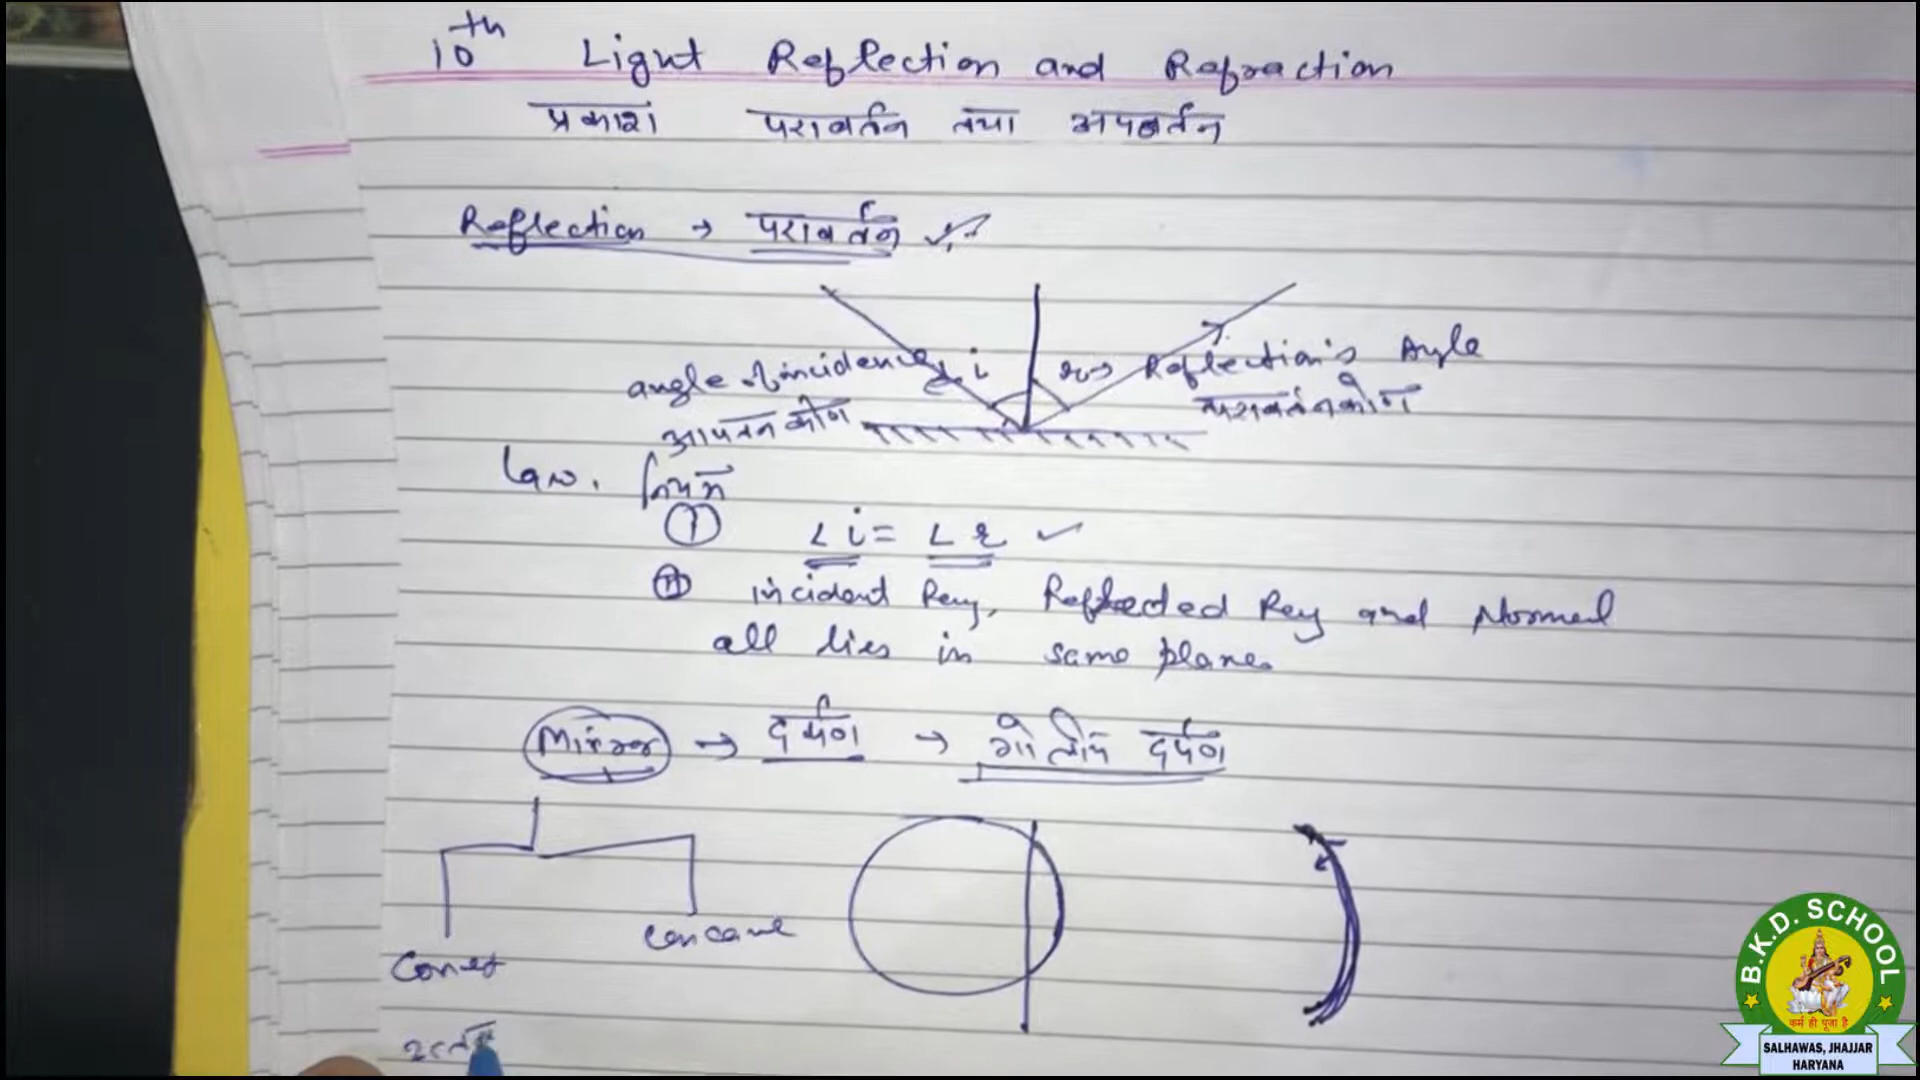 10th Light Reflection and Refraction
प्रकाश परावर्तन तथा अपवर्तन
Reflection → परावर्तन
angle of incidence i r → Reflection's Angle
आपतन कोण परावर्तन कोण
Law. नियम
I ∠i = ∠r ✓
II incident Ray, Reflected Ray and Normal
all lies in same plane.
Mirror → दर्पण → गोलीय दर्पण
Concave
Convex
B.K.D. SCHOOL
कर्म ही पूजा है
SALHAWAS, JHAJJAR
HARYANA